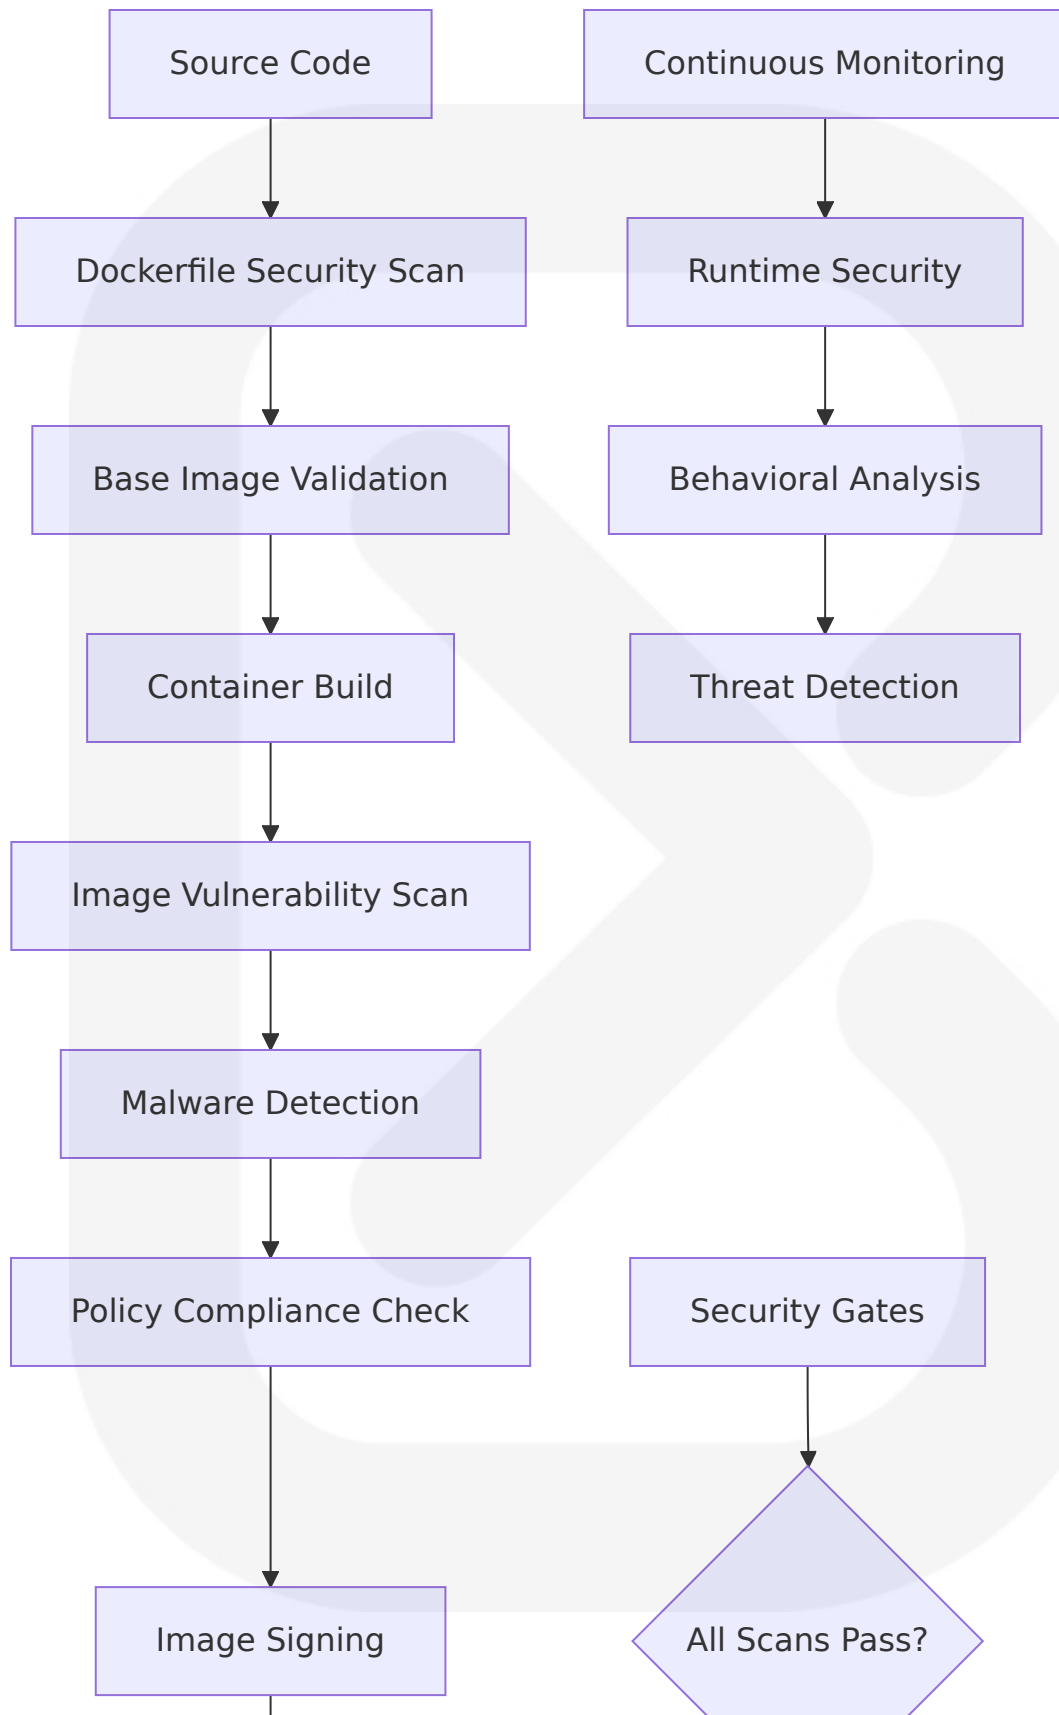 Source Code
Continuous Monitoring
Dockerfile Security Scan
Runtime Security
Base Image Validation
Behavioral Analysis
Container Build
Threat Detection
Image Vulnerability Scan
Malware Detection
Policy Compliance Check
Security Gates
Image Signing
All Scans Pass?